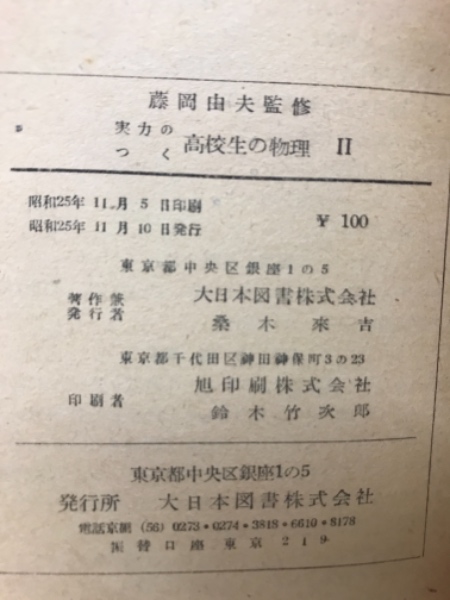 藤岡由夫監修
実力の
つく 高校生の物理 II
昭和25年 11月 5日印刷
昭和25年 11月 10日発行
¥ 100
東京都中央区銀座1の5
著作兼
発行者
大日本図書株式会社
桑木来吉
東京都千代田区神田神保町3の23
印刷者
旭印刷株式会社
鈴木竹次郎
東京都中央区銀座1の5
発行所 大日本図書株式会社
電話京橋 (56) 0273・0274・3818・6610・8178
振替口座東京 219